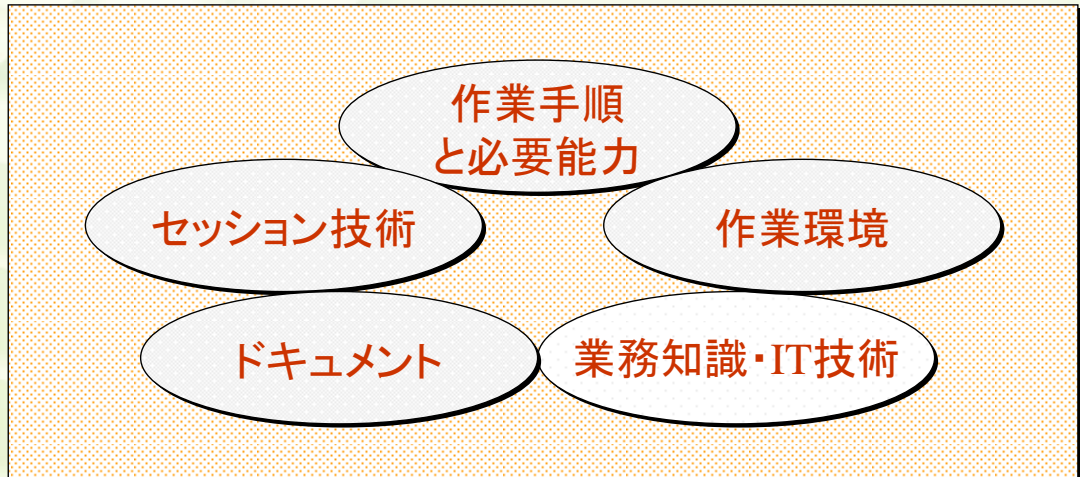 作業手順
と必要能力
セッション技術
作業環境
ドキュメント
業務知識・IT技術